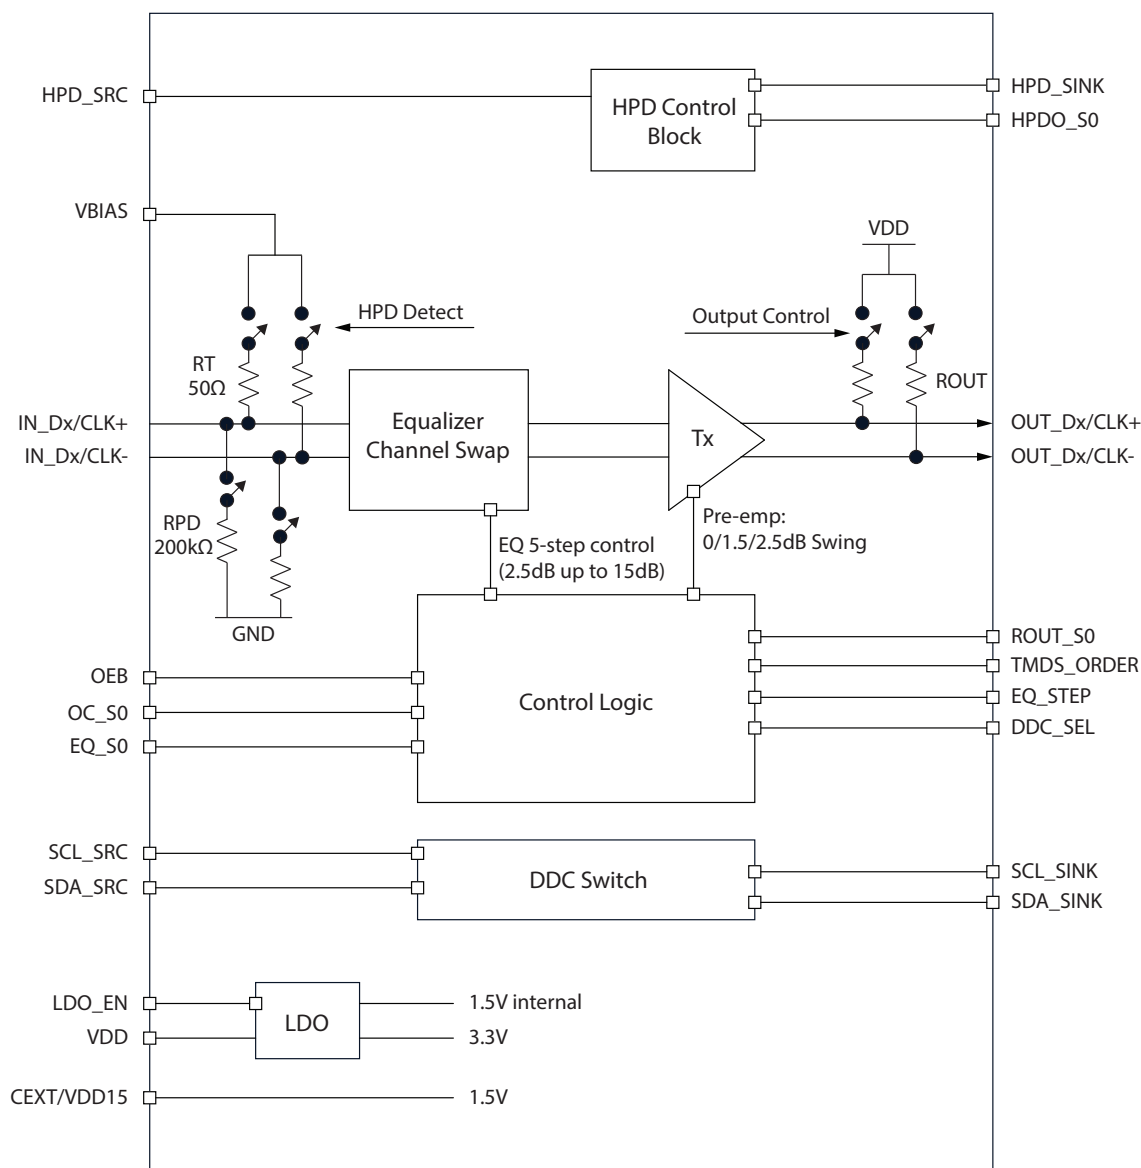 HPD_SRC
HPD Control
Block
HPD_SINK
HPDO_S0
VBIAS
VDD
HPD Detect
Output Control
RT
50Ω
ROUT
IN_Dx/CLK+
IN_Dx/CLK-
Equalizer
Channel Swap
Tx
OUT_Dx/CLK+
OUT_Dx/CLK-
RPD
200kΩ
GND
EQ 5-step control
(2.5dB up to 15dB)
Pre-emp:
0/1.5/2.5dB Swing
OEB
OC_S0
EQ_S0
Control Logic
ROUT_S0
TMDS_ORDER
EQ_STEP
DDC_SEL
SCL_SRC
SDA_SRC
DDC Switch
SCL_SINK
SDA_SINK
LDO_EN
VDD
LDO
1.5V internal
3.3V
CEXT/VDD15
1.5V